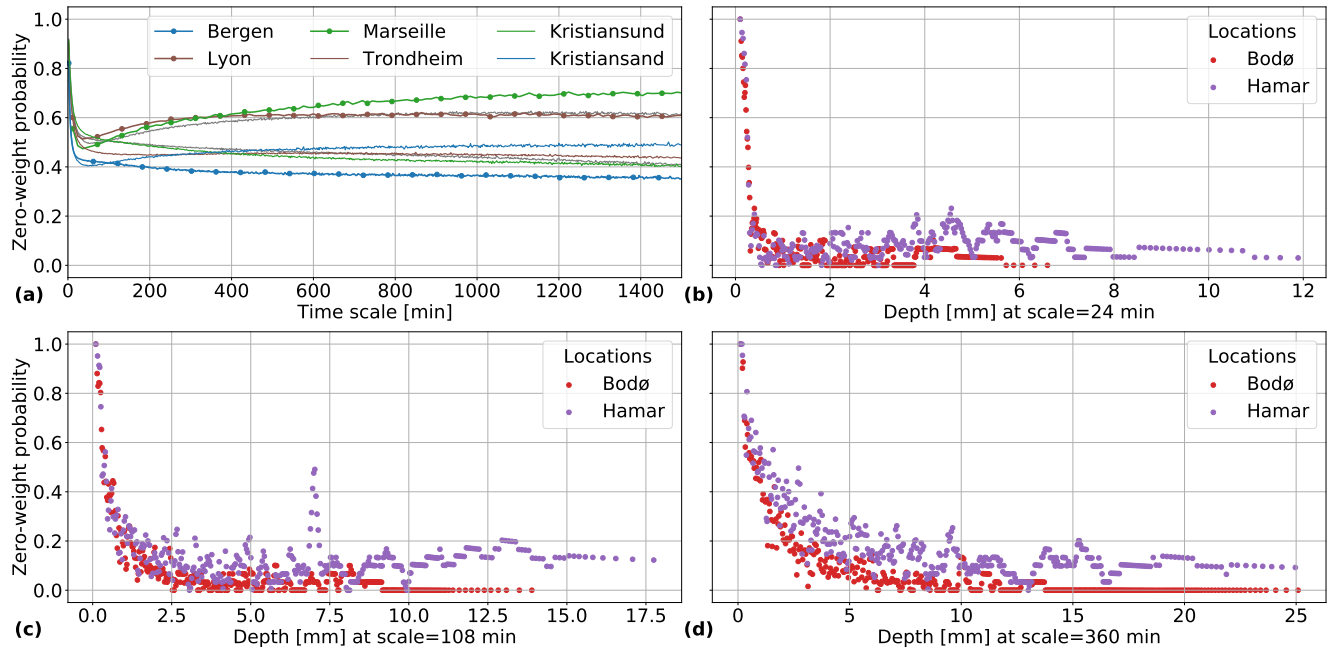 Zero-weight probability
1.0
0.8
0.6
0.4
0.2
0.0
Bergen Marseille Kristiansund
Lyon Trondheim Kristiansand
0 200 400 600 800 1000 1200 1400
Time scale [min]
(a)
Locations
Bodø
Hamar
0 2 4 6 8 10 12
Depth [mm] at scale=24 min
(b)
Zero-weight probability
1.0
0.8
0.6
0.4
0.2
0.0
Locations
Bodø
Hamar
0.0 2.5 5.0 7.5 10.0 12.5 15.0 17.5
Depth [mm] at scale=108 min
(c)
Locations
Bodø
Hamar
0 5 10 15 20 25
Depth [mm] at scale=360 min
(d)